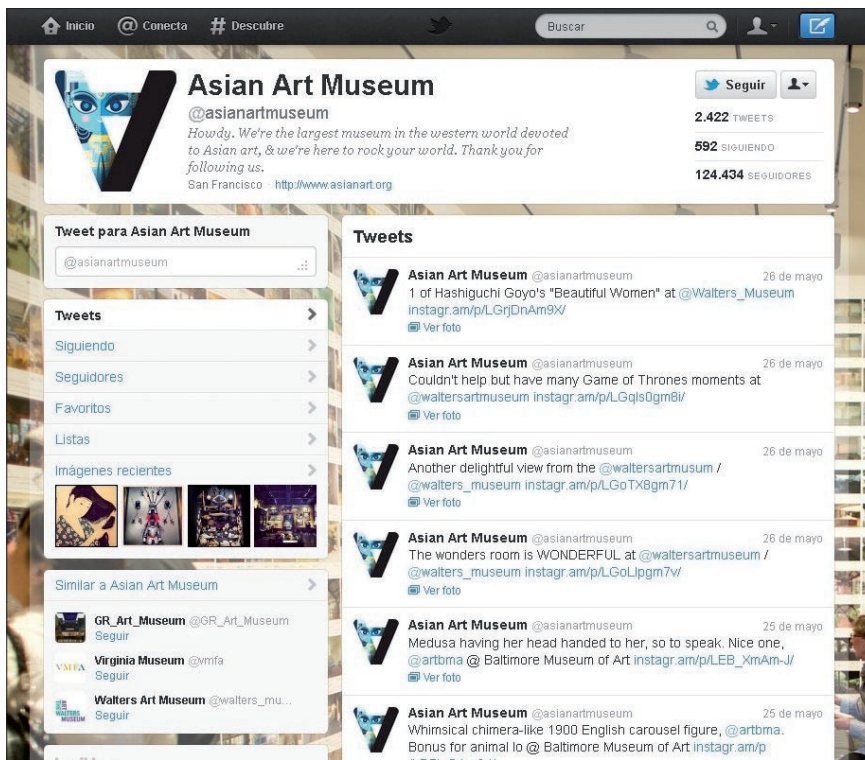 Inicio
Conecta
Descubre
Buscar
Asian Art Museum
@asianartmuseum
Howdy. We're the largest museum in the western world devoted
to Asian art, & we're here to rock your world. Thank you for
following us.
San Francisco · http://www.asianart.org
Seguir
2.422 TWEETS
592 SIGUIENDO
124.434 SEGUIDORES
Tweet para Asian Art Museum
@asianartmuseum
Tweets
Siguiendo
Seguidores
Favoritos
Listas
Imágenes recientes
Similar a Asian Art Museum
GR_Art_Museum @GR_Art_Museum
Seguir
VMFA
Virginia Museum @vmfa
Seguir
WALTERS
MUSEUM
Walters Art Museum @walters_mu...
Seguir
Tweets
Asian Art Museum @asianartmuseum 26 de mayo
1 of Hashiguchi Goyo's "Beautiful Women" at @Walters_Museum
instagr.am/p/LGrjDnAm9X/
Ver foto
Asian Art Museum @asianartmuseum 26 de mayo
Couldn't help but have many Game of Thrones moments at
@waltersartmuseum instagr.am/p/LGqls0gm8i/
Ver foto
Asian Art Museum @asianartmuseum 26 de mayo
Another delightful view from the @waltersartmusum /
@walters_museum instagr.am/p/LGoTX8gm71/
Ver foto
Asian Art Museum @asianartmuseum 26 de mayo
The wonders room is WONDERFUL at @waltersartmuseum /
@walters_museum instagr.am/p/LGoLlpgm7v/
Ver foto
Asian Art Museum @asianartmuseum 25 de mayo
Medusa having her head handed to her, so to speak. Nice one,
@artbma @ Baltimore Museum of Art instagr.am/p/LEB_XmAm-J/
Ver foto
Asian Art Museum @asianartmuseum 25 de mayo
Whimsical chimera-like 1900 English carousel figure, @artbma.
Bonus for animal lo @ Baltimore Museum of Art instagr.am/p